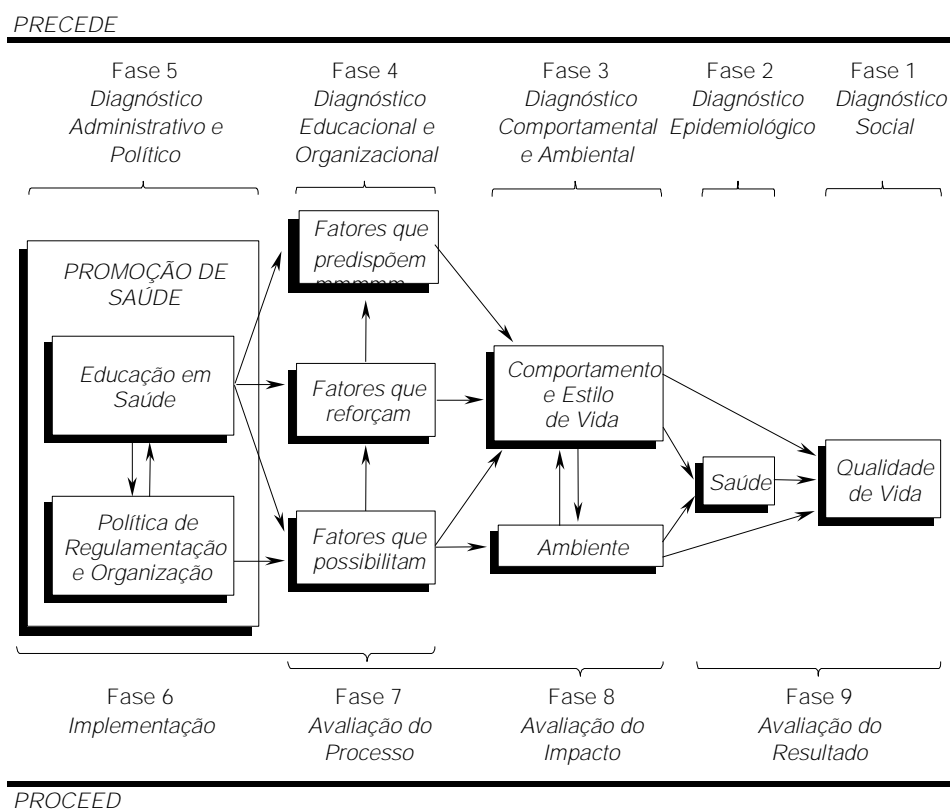 PRECEDE
Fase 5
Diagnóstico
Administrativo e
Político
Fase 4
Diagnóstico
Educacional e
Organizacional
Fase 3
Diagnóstico
Comportamental
e Ambiental
Fase 2
Diagnóstico
Epidemiológico
Fase 1
Diagnóstico
Social
PROMOÇÃO DE
SAÚDE
Educação em
Saúde
Política de
Regulamentação
e Organização
Fatores que
predispõem
Fatores que
reforçam
Fatores que
possibilitam
Comportamento
e Estilo
de Vida
Ambiente
Saúde
Qualidade
de Vida
Fase 6
Implementação
Fase 7
Avaliação do
Processo
Fase 8
Avaliação do
Impacto
Fase 9
Avaliação do
Resultado
PROCEED